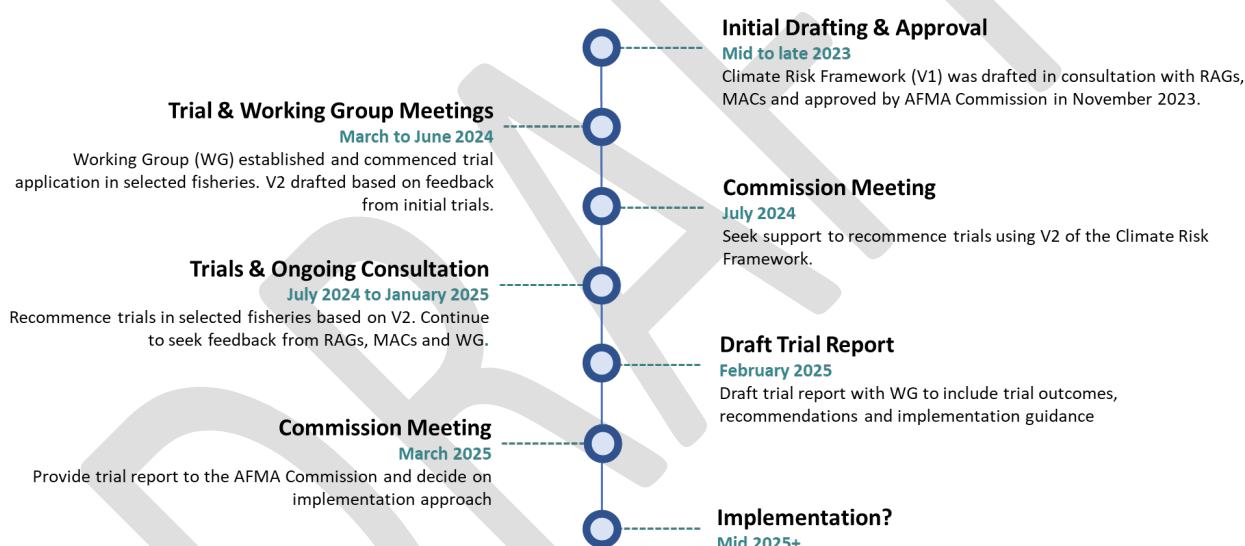 Initial Drafting & Approval
Mid to late 2023
Climate Risk Framework (V1) was drafted in consultation with RAGs,
MACs and approved by AFMA Commission in November 2023.
Trial & Working Group Meetings
March to June 2024
Working Group (WG) established and commenced trial
application in selected fisheries. V2 drafted based on feedback
from initial trials.
Commission Meeting
July 2024
Seek support to recommence trials using V2 of the Climate Risk
Framework.
Trials & Ongoing Consultation
July 2024 to January 2025
Recommence trials in selected fisheries based on V2. Continue
to seek feedback from RAGs, MACs and WG.
Draft Trial Report
February 2025
Draft trial report with WG to include trial outcomes,
recommendations and implementation guidance
Commission Meeting
March 2025
Provide trial report to the AFMA Commission and decide on
implementation approach
Implementation?
Mid 2025+
DRAFT